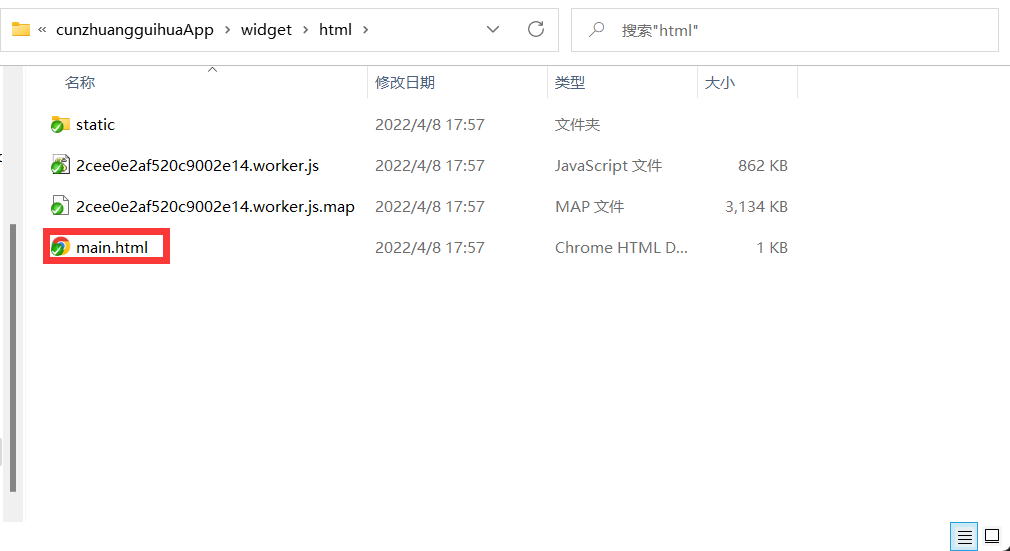 « cunzhuangguihuaApp › widget › html ›
搜索"html"
名称 修改日期 类型 大小
static 2022/4/8 17:57 文件夹
2cee0e2af520c9002e14.worker.js 2022/4/8 17:57 JavaScript 文件 862 KB
2cee0e2af520c9002e14.worker.js.map 2022/4/8 17:57 MAP 文件 3,134 KB
main.html 2022/4/8 17:57 Chrome HTML D... 1 KB